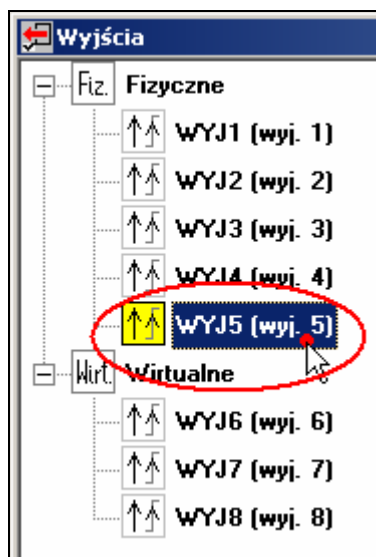 Wyjścia
Fiz. Fizyczne
WYJ1 (wyj. 1)
WYJ2 (wyj. 2)
WYJ3 (wyj. 3)
WYJ4 (wyj. 4)
WYJ5 (wyj. 5)
Wirt. Wirtualne
WYJ6 (wyj. 6)
WYJ7 (wyj. 7)
WYJ8 (wyj. 8)